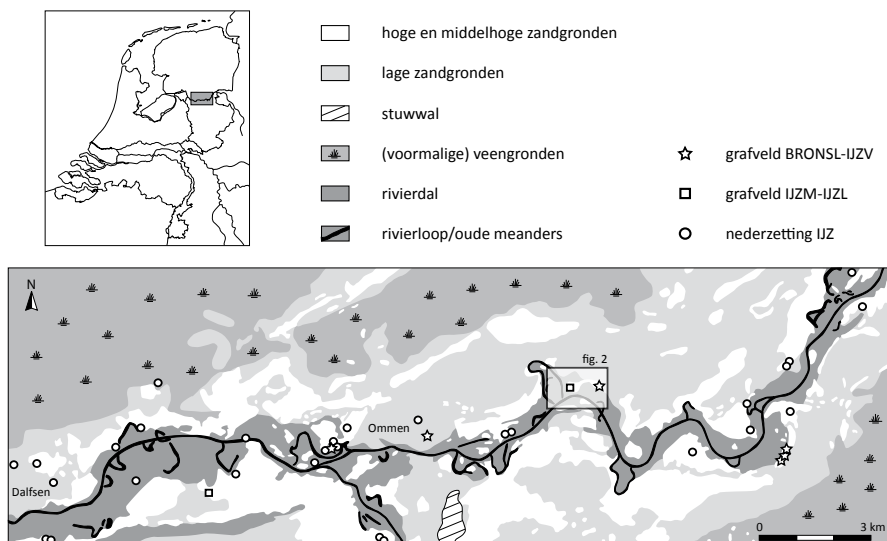 hoge en middelhoge zandgronden
lage zandgronden
stuwwal
(voormalige) veengronden
rivierdal
rivierloop/oude meanders
grafveld BRONSL-IJZV
grafveld IJZM-IJZL
nederzetting IJZ
N
fig. 2
Ommen
Dalfsen
0 3 km